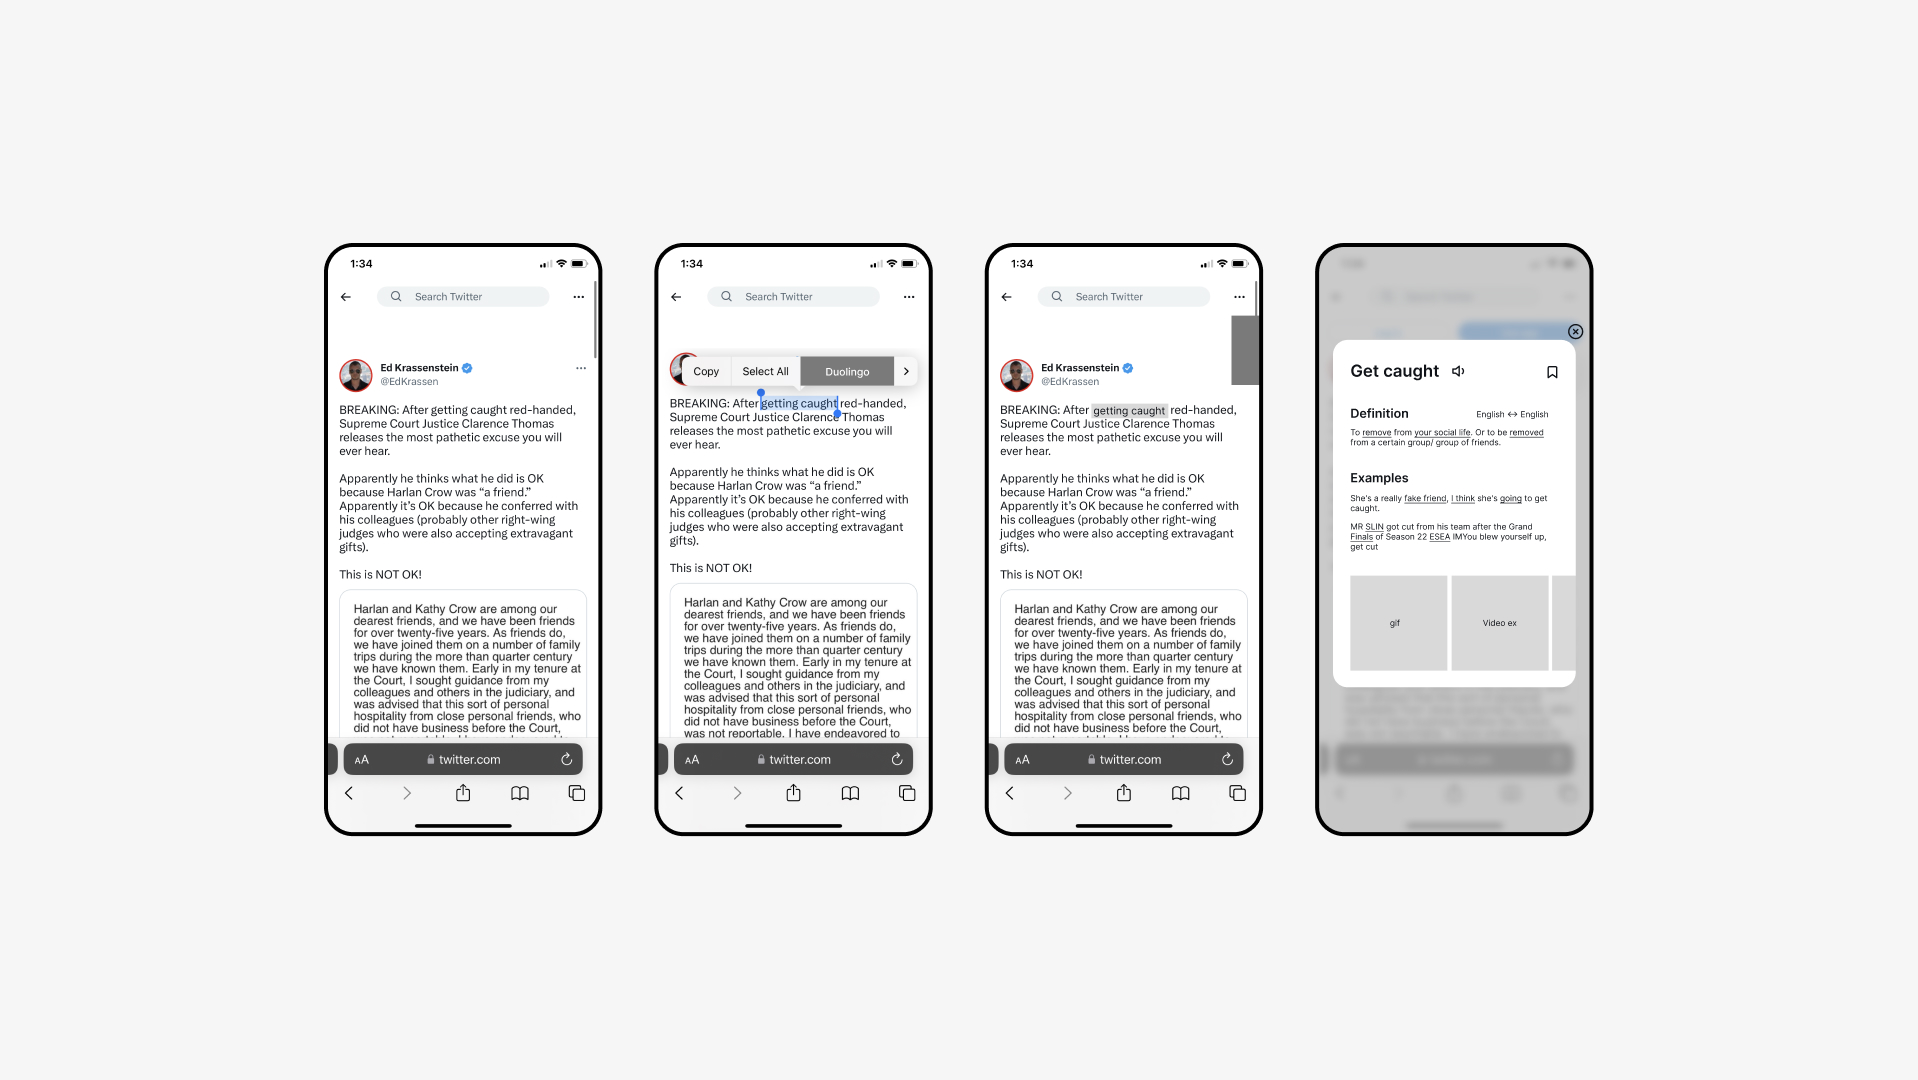 1:34
Search Twitter
Ed Krassenstein
@EdKrassen
BREAKING: After getting caught red-handed,
Supreme Court Justice Clarence Thomas
releases the most pathetic excuse you will
ever hear.
Apparently he thinks what he did is OK
because Harlan Crow was “a friend.”
Apparently it’s OK because he conferred with
his colleagues (probably other right-wing
judges who were also accepting extravagant
gifts).
This is NOT OK!
Harlan and Kathy Crow are among our
dearest friends, and we have been friends
for over twenty-five years. As friends do,
we have joined them on a number of family
trips during the more than quarter century
we have known them. Early in my tenure at
the Court, I sought guidance from my
colleagues and others in the judiciary, and
was advised that this sort of personal
hospitality from close personal friends, who
did not have business before the Court,
AA twitter.com
1:34
Search Twitter
Copy Select All Duolingo
BREAKING: After getting caught red-handed,
Supreme Court Justice Clarence Thomas
releases the most pathetic excuse you will
ever hear.
Apparently he thinks what he did is OK
because Harlan Crow was “a friend.”
Apparently it’s OK because he conferred with
his colleagues (probably other right-wing
judges who were also accepting extravagant
gifts).
This is NOT OK!
Harlan and Kathy Crow are among our
dearest friends, and we have been friends
for over twenty-five years. As friends do,
we have joined them on a number of family
trips during the more than quarter century
we have known them. Early in my tenure at
the Court, I sought guidance from my
colleagues and others in the judiciary, and
was advised that this sort of personal
hospitality from close personal friends, who
did not have business before the Court,
was not reportable. I have endeavored to
AA twitter.com
1:34
Search Twitter
Ed Krassenstein
@EdKrassen
BREAKING: After getting caught red-handed,
Supreme Court Justice Clarence Thomas
releases the most pathetic excuse you will
ever hear.
Apparently he thinks what he did is OK
because Harlan Crow was “a friend.”
Apparently it’s OK because he conferred with
his colleagues (probably other right-wing
judges who were also accepting extravagant
gifts).
This is NOT OK!
Harlan and Kathy Crow are among our
dearest friends, and we have been friends
for over twenty-five years. As friends do,
we have joined them on a number of family
trips during the more than quarter century
we have known them. Early in my tenure at
the Court, I sought guidance from my
colleagues and others in the judiciary, and
was advised that this sort of personal
hospitality from close personal friends, who
did not have business before the Court,
AA twitter.com
Get caught
Definition English ↔ English
To remove from your social life. Or to be removed
from a certain group/ group of friends.
Examples
She's a really fake friend, I think she's going to get
caught.
MR SLIN got cut from his team after the Grand
Finals of Season 22 ESEA IMYou blew yourself up,
get cut
gif Video ex